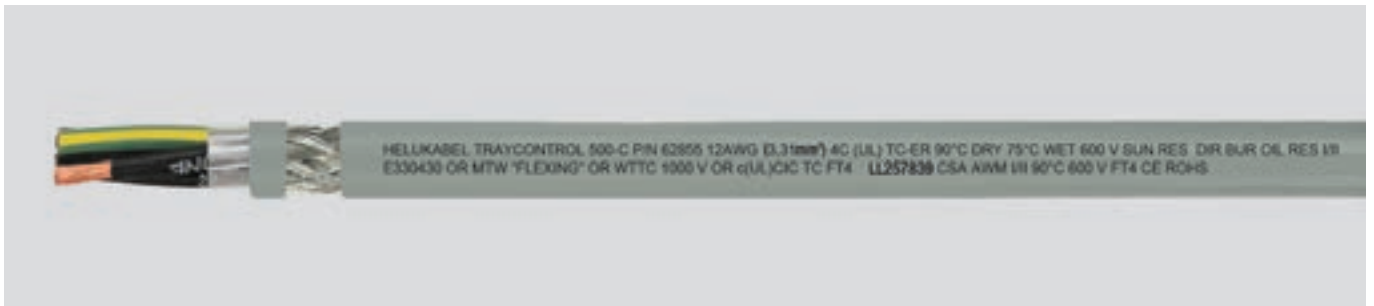 HELUKABEL TRAYCONTROL 500-C P/N 62855 12AWG (3,31mm²) 4C (UL) TC-ER 90°C DRY 75°C WET 600 V SUN RES DIR BUR OIL RES I/II
E330430 OR MTW "FLEXING" OR WTTC 1000 V OR c(UL)CIC TC FT4 LL257839 CSA AWM I/II 90°C 600 V FT4 CE ROHS